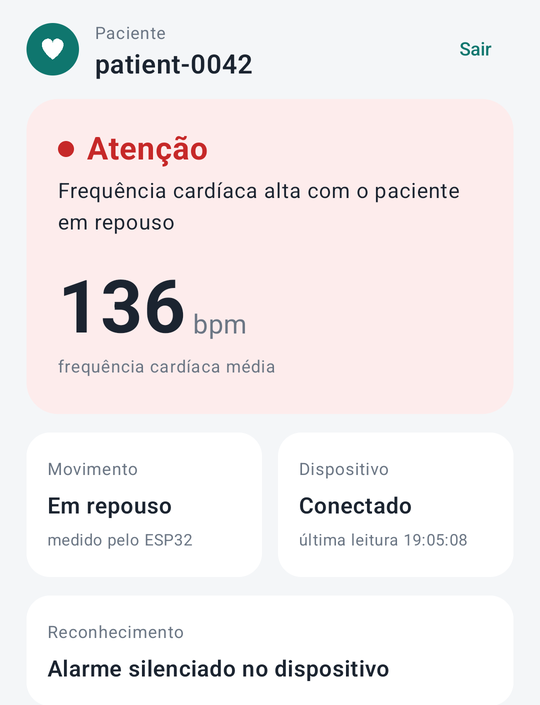 Paciente
patient-0042
Sair
Atenção
Frequência cardíaca alta com o paciente
em repouso
136 bpm
frequência cardíaca média
Movimento
Em repouso
medido pelo ESP32
Dispositivo
Conectado
última leitura 19:05:08
Reconhecimento
Alarme silenciado no dispositivo